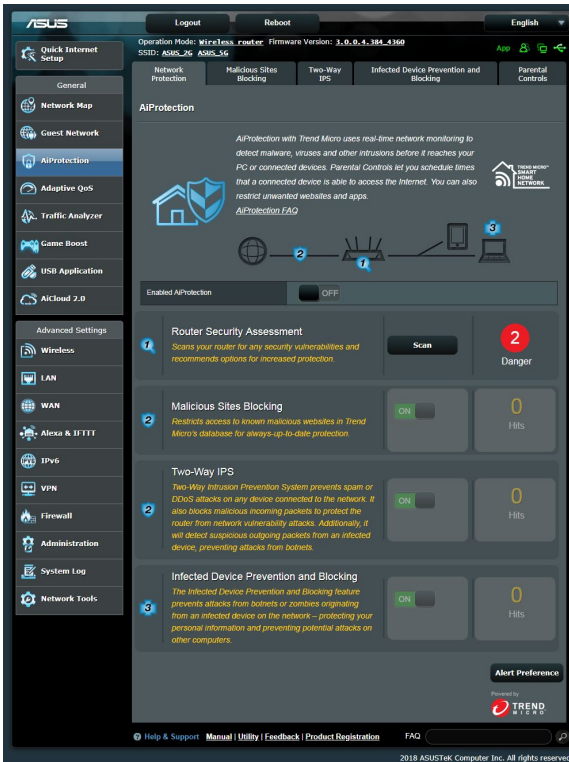 ASUS
Logout
Reboot
English
Quick Internet
Setup
Operation Mode: Wireless router Firmware Version: 3.0.0.4.384_4360
SSID: ASUS_2G ASUS_5G
App
General
Network Map
Guest Network
AiProtection
Adaptive QoS
Traffic Analyzer
Game Boost
USB Application
AiCloud 2.0
Advanced Settings
Wireless
LAN
WAN
Alexa & IFTTT
IPv6
VPN
Firewall
Administration
System Log
Network Tools
Network
Protection
Malicious Sites
Blocking
Two-Way
IPS
Infected Device Prevention and
Blocking
Parental
Controls
AiProtection
AiProtection with Trend Micro uses real-time network monitoring to
detect malware, viruses and other intrusions before it reaches your
PC or connected devices. Parental Controls let you schedule times
that a connected device is able to access the Internet. You can also
restrict unwanted websites and apps.
AiProtection FAQ
TREND MICRO
SMART
HOME
NETWORK
2
1
3
Enabled AiProtection
OFF
1
Router Security Assessment
Scans your router for any security vulnerabilities and
recommends options for increased protection.
Scan
2
Danger
2
Malicious Sites Blocking
Restricts access to known malicious websites in Trend
Micro's database for always-up-to-date protection.
ON
0
Hits
2
Two-Way IPS
Two-Way Intrusion Prevention System prevents spam or
DDoS attacks on any device connected to the network. It
also blocks malicious incoming packets to protect the
router from network vulnerability attacks. Additionally, it
will detect suspicious outgoing packets from an infected
device, preventing attacks from botnets.
ON
0
Hits
3
Infected Device Prevention and Blocking
The Infected Device Prevention and Blocking feature
prevents attacks from botnets or zombies originating
from an infected device on the network – protecting your
personal information and preventing potential attacks on
other computers.
ON
0
Hits
Alert Preference
Powered by
TREND
MICRO
Help & Support Manual | Utility | Feedback | Product Registration FAQ
2018 ASUSTeK Computer Inc. All rights reserved